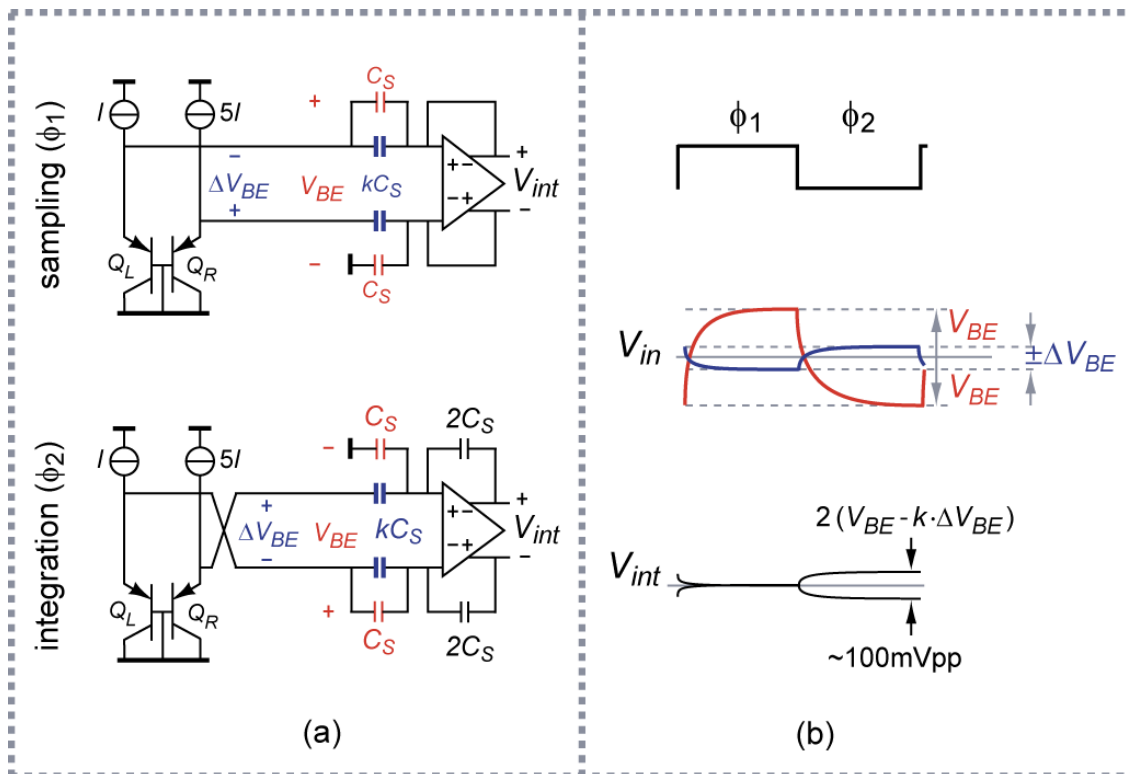 sampling (ϕ1)
I
5I
+
CS
−
ΔVBE
+
VBE
kCS
+−
−+
+
Vint
−
QL
QR
−
CS
integration (ϕ2)
I
5I
−
CS
2CS
+
ΔVBE
−
VBE
kCS
+−
−+
+
Vint
−
QL
QR
+
CS
2CS
(a)
ϕ1
ϕ2
Vin
VBE
VBE
±ΔVBE
2 (VBE - k·ΔVBE)
Vint
~100mVpp
(b)